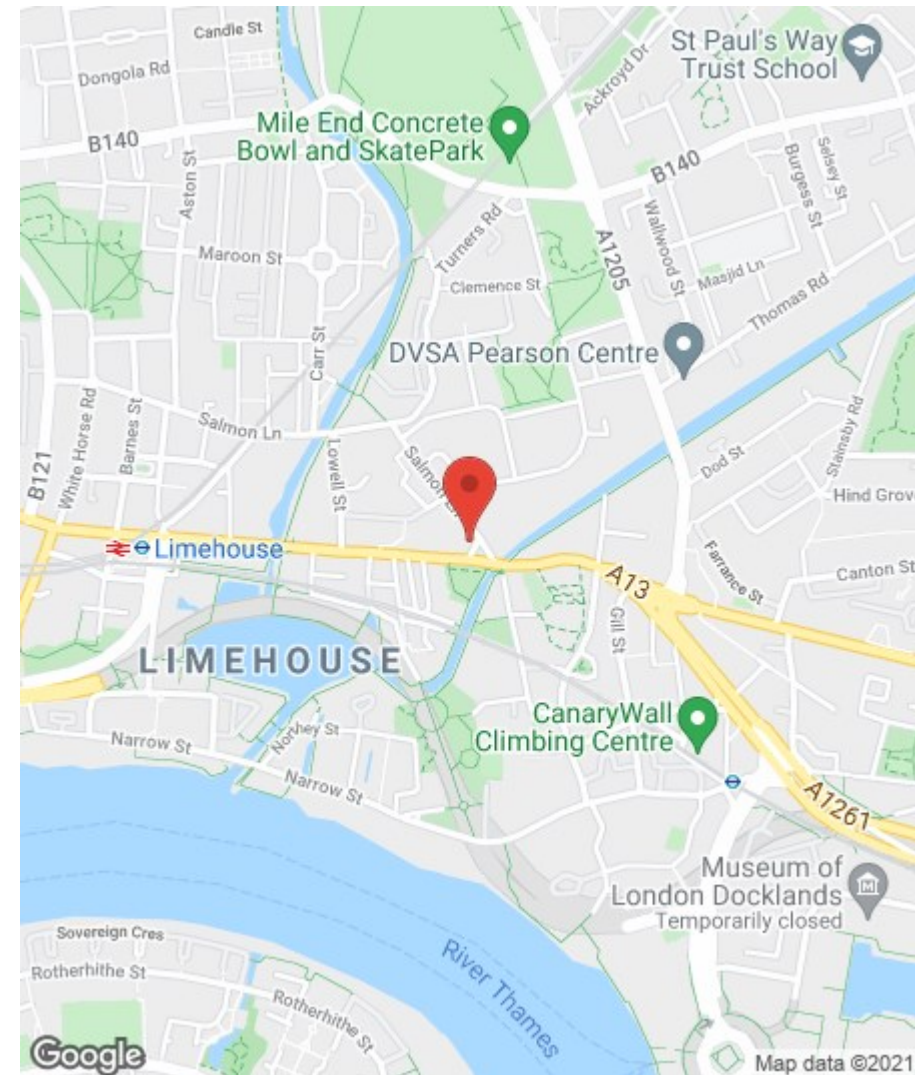 Candle St
Dongola Rd
Ackroyd Dr
St Paul's Way
Trust School
Mile End Concrete
Bowl and SkatePark
B140
B140
Aston St
Burgess St
Selsey St
Maroon St
Turners Rd
A1205
Wallwood St
Clemence St
Masjid Ln
Thomas Rd
Carr St
DVSA Pearson Centre
White Horse Rd
Barnes St
Salmon Ln
Stainsby Rd
B121
Lowell St
Salmon Ln
Dod St
Hind Grov
Limehouse
Farrance St
A13
Canton St
Gill St
LIMEHOUSE
CanaryWall
Climbing Centre
Narrow St
Northey St
Narrow St
A1261
Museum of
London Docklands
Temporarily closed
Sovereign Cres
River Thames
Rotherhithe St
Rotherhithe St
Google
Map data ©2021